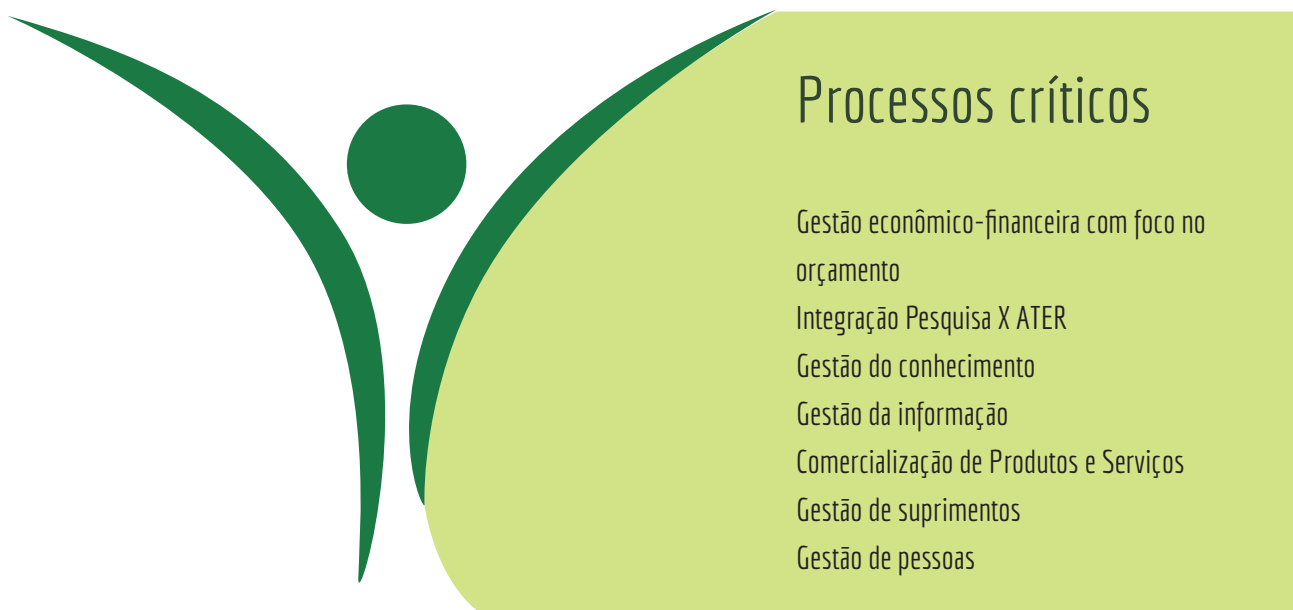 Processos críticos
Gestão econômico-financeira com foco no
orçamento
Integração Pesquisa X ATER
Gestão do conhecimento
Gestão da informação
Comercialização de Produtos e Serviços
Gestão de suprimentos
Gestão de pessoas